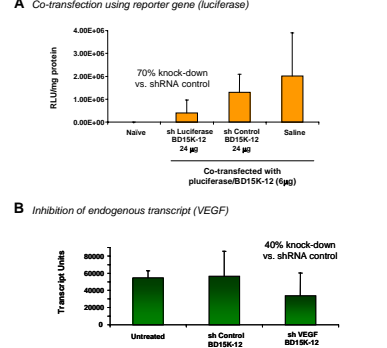 A Co-transfection using reporter gene (luciferase)
RLU/mg protein
4.00E+06
3.00E+06
2.00E+06
1.00E+06
0.00E+00
70% knock-down
vs. shRNA control
Naïve
sh Luciferase
BD15K-12
24 µg
sh Control
BD15K-12
24 µg
Saline
Co-transfected with
pluciferase/BD15K-12 (6µg)
B Inhibition of endogenous transcript (VEGF)
Transcript Units
80000
60000
40000
20000
0
40% knock-down
vs. shRNA control
Untreated
sh Control
BD15K-12
sh VEGF
BD15K-12